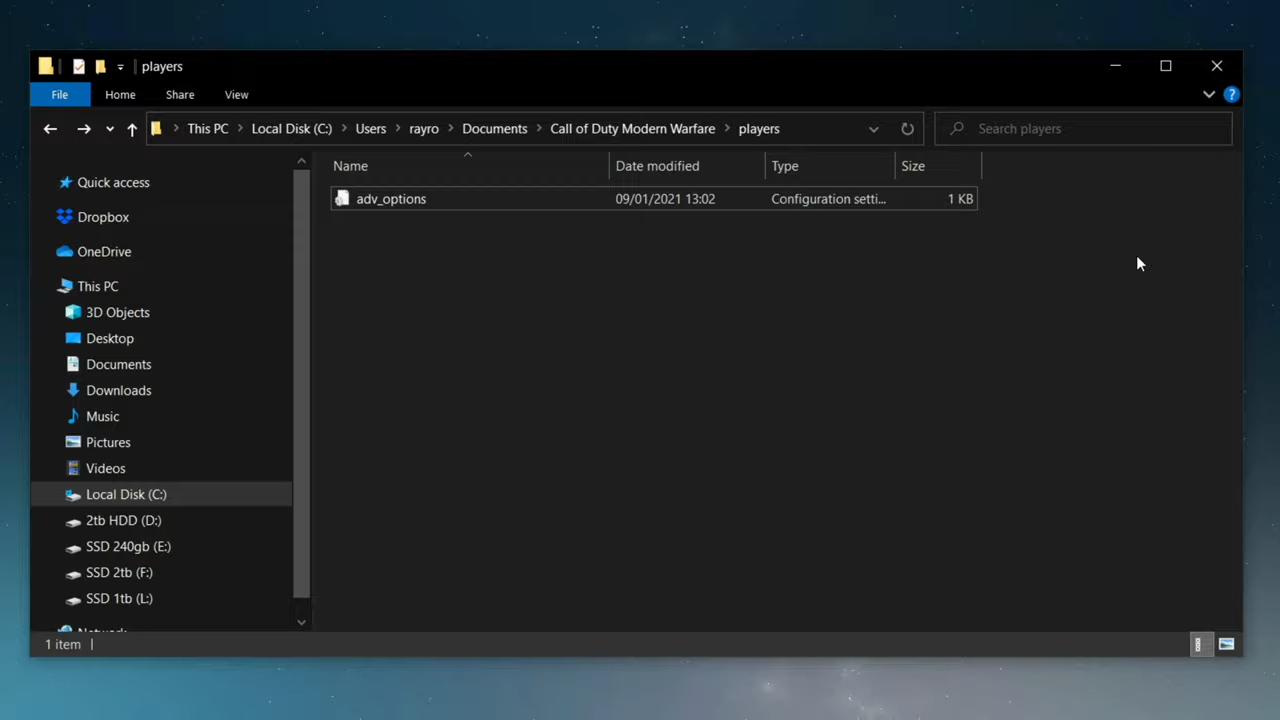 players
File Home Share View
This PC Local Disk (C:) Users rayro Documents Call of Duty Modern Warfare players Search players
Name Date modified Type Size
adv_options 09/01/2021 13:02 Configuration setti... 1 KB
Quick access
Dropbox
OneDrive
This PC
3D Objects
Desktop
Documents
Downloads
Music
Pictures
Videos
Local Disk (C:)
2tb HDD (D:)
SSD 240gb (E:)
SSD 2tb (F:)
SSD 1tb (L:)
Network
1 item